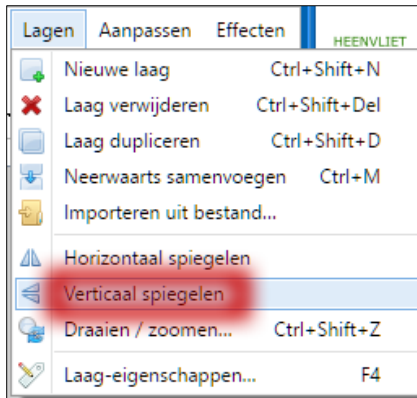 Lagen Aanpassen Effecten
HEENVLIET
Nieuwe laag Ctrl+Shift+N
Laag verwijderen Ctrl+Shift+Del
Laag dupliceren Ctrl+Shift+D
Neerwaarts samenvoegen Ctrl+M
Importeren uit bestand...
Horizontaal spiegelen
Verticaal spiegelen
Draaien / zoomen... Ctrl+Shift+Z
Laag-eigenschappen... F4